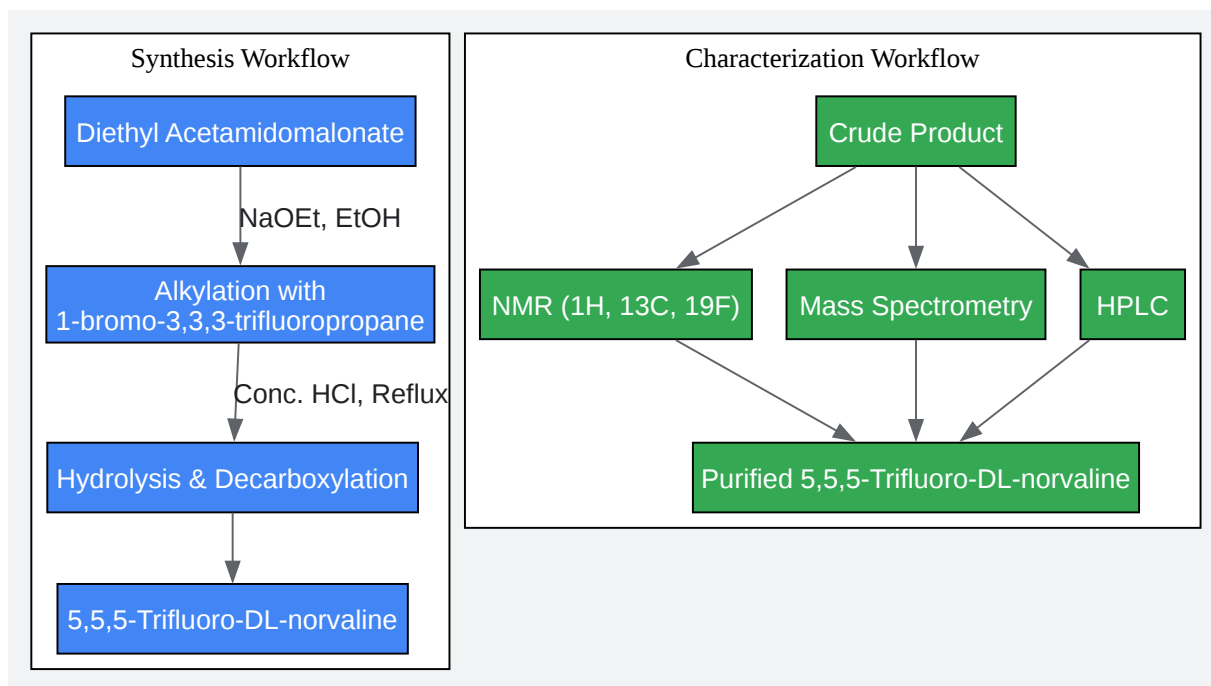 Synthesis Workflow
Diethyl Acetamidomalonate
NaOEt, EtOH
Alkylation with
1-bromo-3,3,3-trifluoropropane
Conc. HCl, Reflux
Hydrolysis & Decarboxylation
5,5,5-Trifluoro-DL-norvaline
Characterization Workflow
Crude Product
NMR (1H, 13C, 19F)
Mass Spectrometry
HPLC
Purified 5,5,5-Trifluoro-DL-norvaline